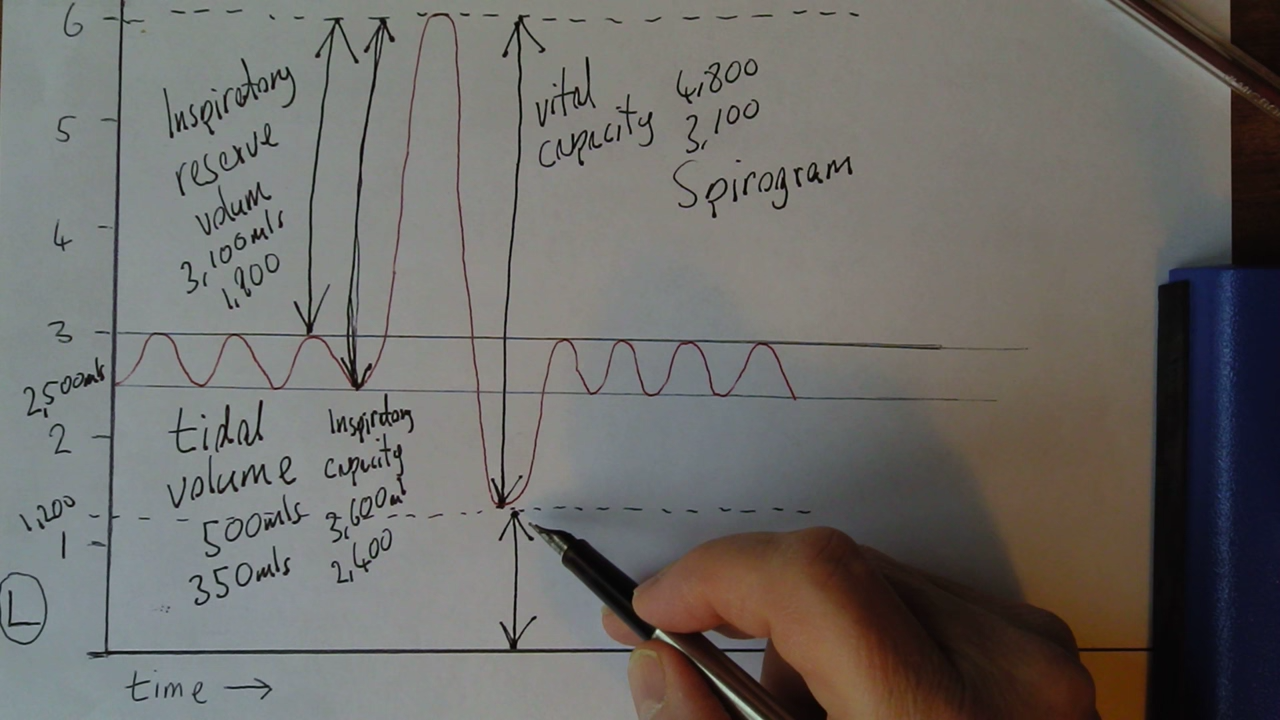 6
5
4
3
2,500mls
2
1,200
1
L
Inspiratory
reserve
volum
3,100mls
1,800
vital
capacity
4,800
3,100
Spirogram
tidal
volume
500mls
350mls
Inspiratory
capacity
3,600ml
2,400
time →